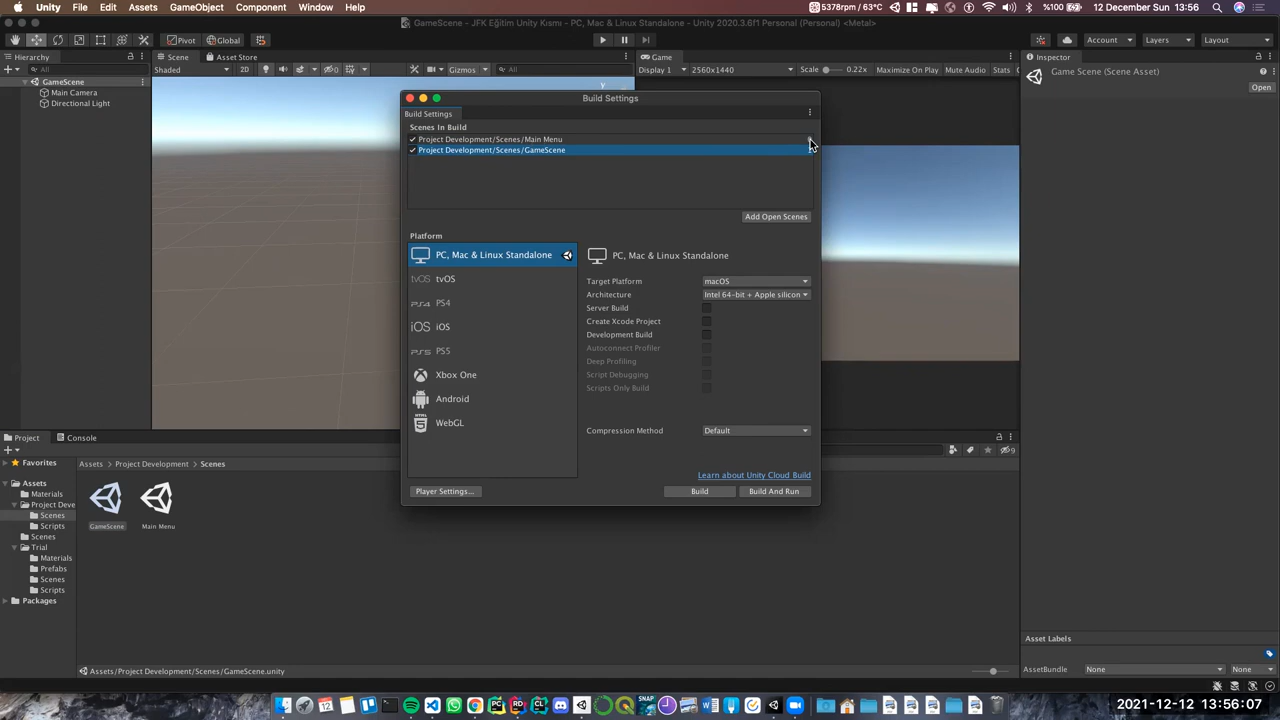 Unity File Edit Assets GameObject Component Window Help 5378rpm / 63°C %100 12 December Sun 13:56
GameScene - JFK Eğitim Unity Kısmı - PC, Mac & Linux Standalone - Unity 2020.3.6f1 Personal (Personal) <Metal>
Pivot Global Account Layers Layout
Hierarchy Scene Asset Store Game Inspector
All Shaded 2D 0 Gizmos All Display 1 2560x1440 Scale 0.22x Maximize On Play Mute Audio Stats
Game Scene (Scene Asset)
Open
GameScene
Main Camera
Directional Light
y
Build Settings
Build Settings
Scenes In Build
Project Development/Scenes/Main Menu
Project Development/Scenes/GameScene
Add Open Scenes
Platform
PC, Mac & Linux Standalone
tvOS tvOS
PS4
iOS iOS
PS5
Xbox One
Android
HTML 5 WebGL
PC, Mac & Linux Standalone
Target Platform macOS
Architecture Intel 64-bit + Apple silicon
Server Build
Create Xcode Project
Development Build
Autoconnect Profiler
Deep Profiling
Script Debugging
Scripts Only Build
Compression Method Default
Learn about Unity Cloud Build
Player Settings... Build Build And Run
Project Console
9
Favorites
Assets
Materials
Project Deve
Scenes
Scripts
Scenes
Trial
Materials
Prefabs
Scenes
Scripts
Packages
Assets > Project Development > Scenes
GameScene Main Menu
Assets/Project Development/Scenes/GameScene.unity
Asset Labels
AssetBundle None None
2021-12-12 13:56:07